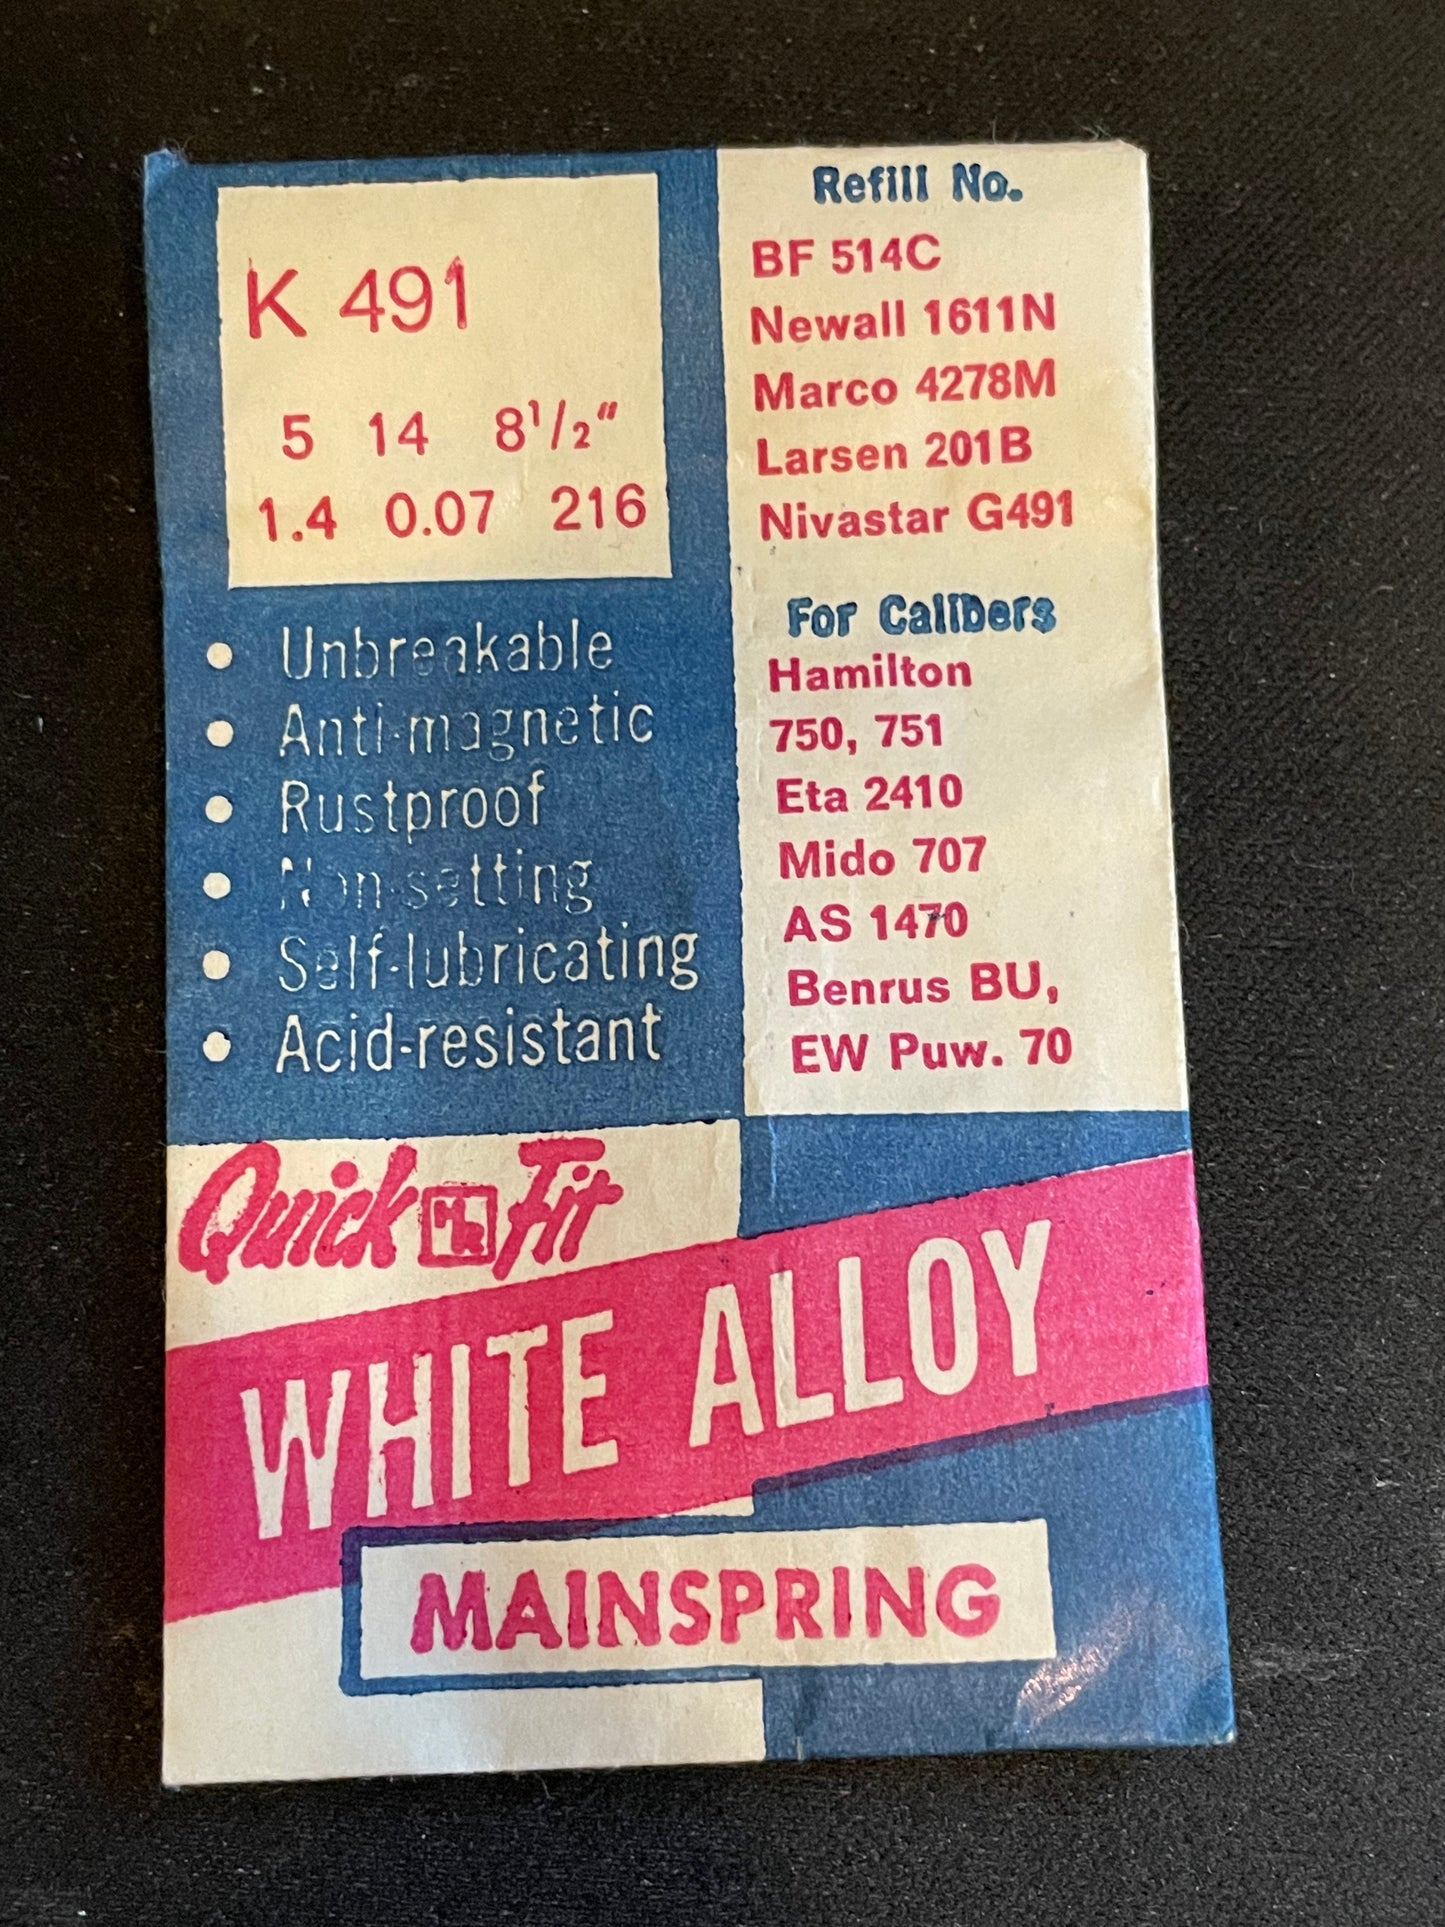 K 491
5 14 8¹/₂"
1.4 0.07 216
• Unbreakable
• Anti-magnetic
• Rustproof
• Non-setting
• Self-lubricating
• Acid-resistant
Refill No.
BF 514C
Newall 1611N
Marco 4278M
Larsen 201B
Nivastar G491
For Calibers
Hamilton
750, 751
Eta 2410
Mido 707
AS 1470
Benrus BU,
EW Puw. 70
Quick Fit
WHITE ALLOY
MAINSPRING